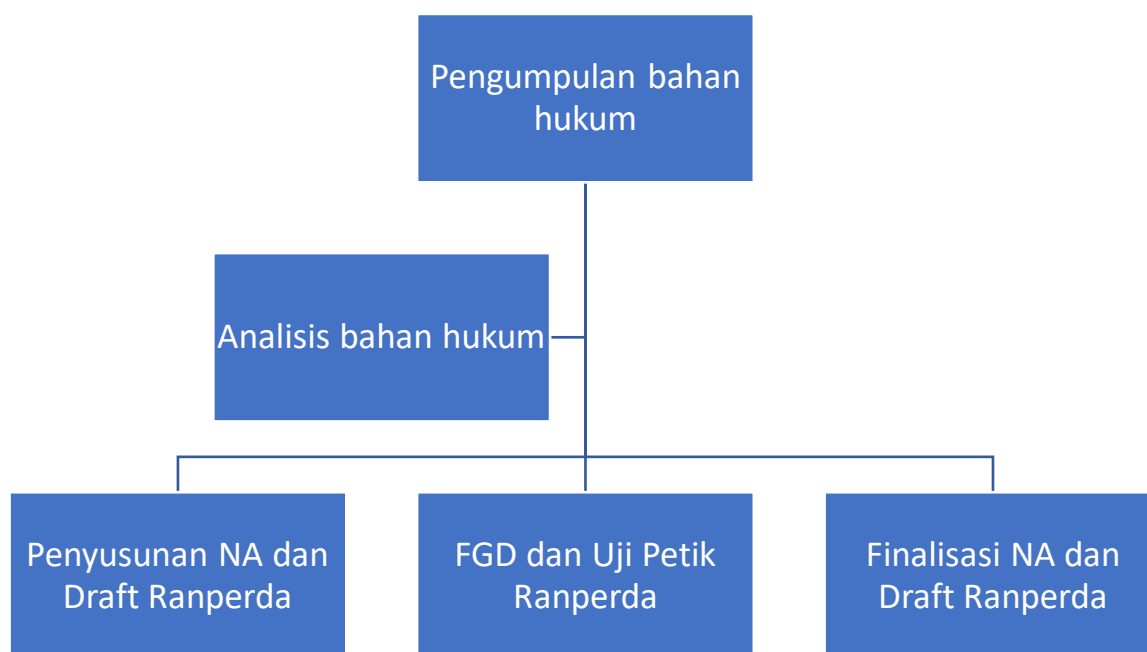 Pengumpulan bahan
hukum
Analisis bahan hukum
Penyusunan NA dan
Draft Ranperda
FGD dan Uji Petik
Ranperda
Finalisasi NA dan
Draft Ranperda